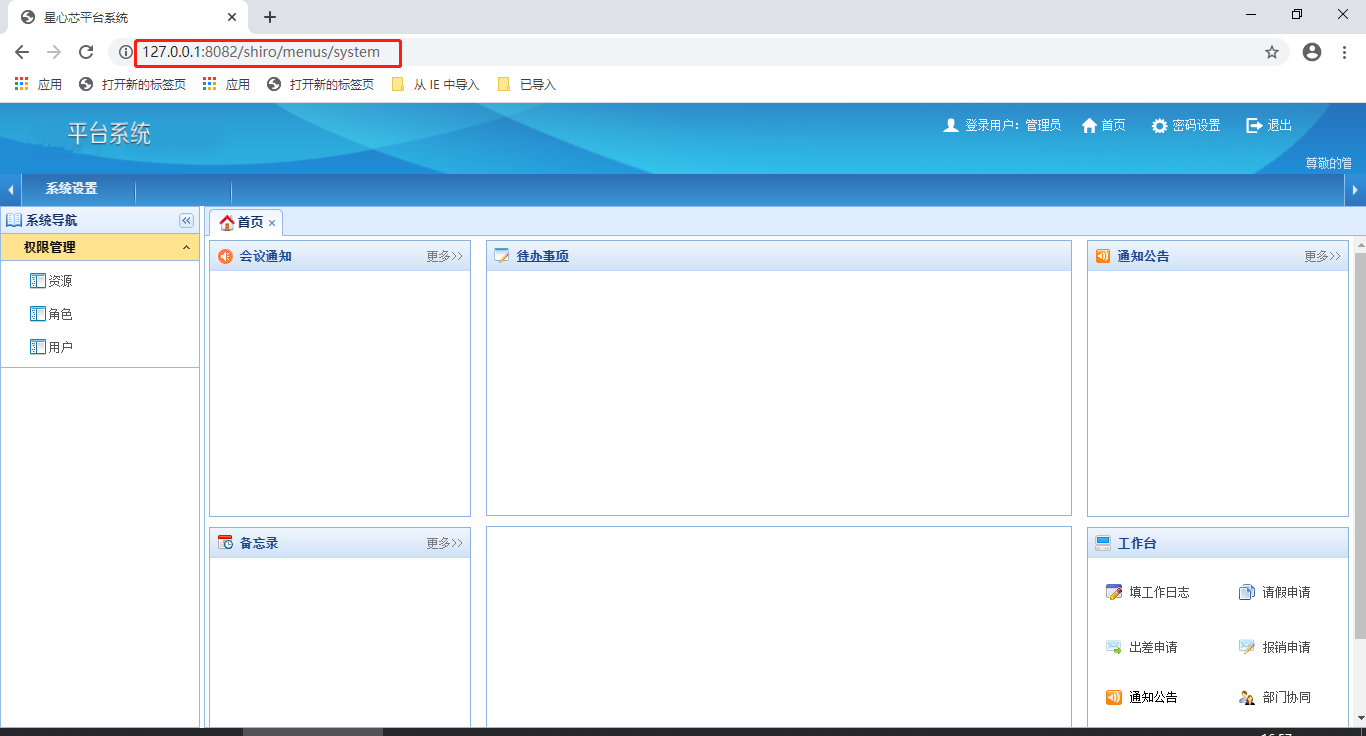 星心芯平台系统
127.0.0.1:8082/shiro/menus/system
应用 打开新的标签页 应用 打开新的标签页 从 IE 中导入 已导入
平台系统
登录用户：管理员 首页 密码设置 退出
尊敬的管
系统设置
系统导航
首页
权限管理
资源
角色
用户
会议通知 更多>>
待办事项
通知公告 更多>>
备忘录 更多>>
工作台
填工作日志 请假申请
出差申请 报销申请
通知公告 部门协同